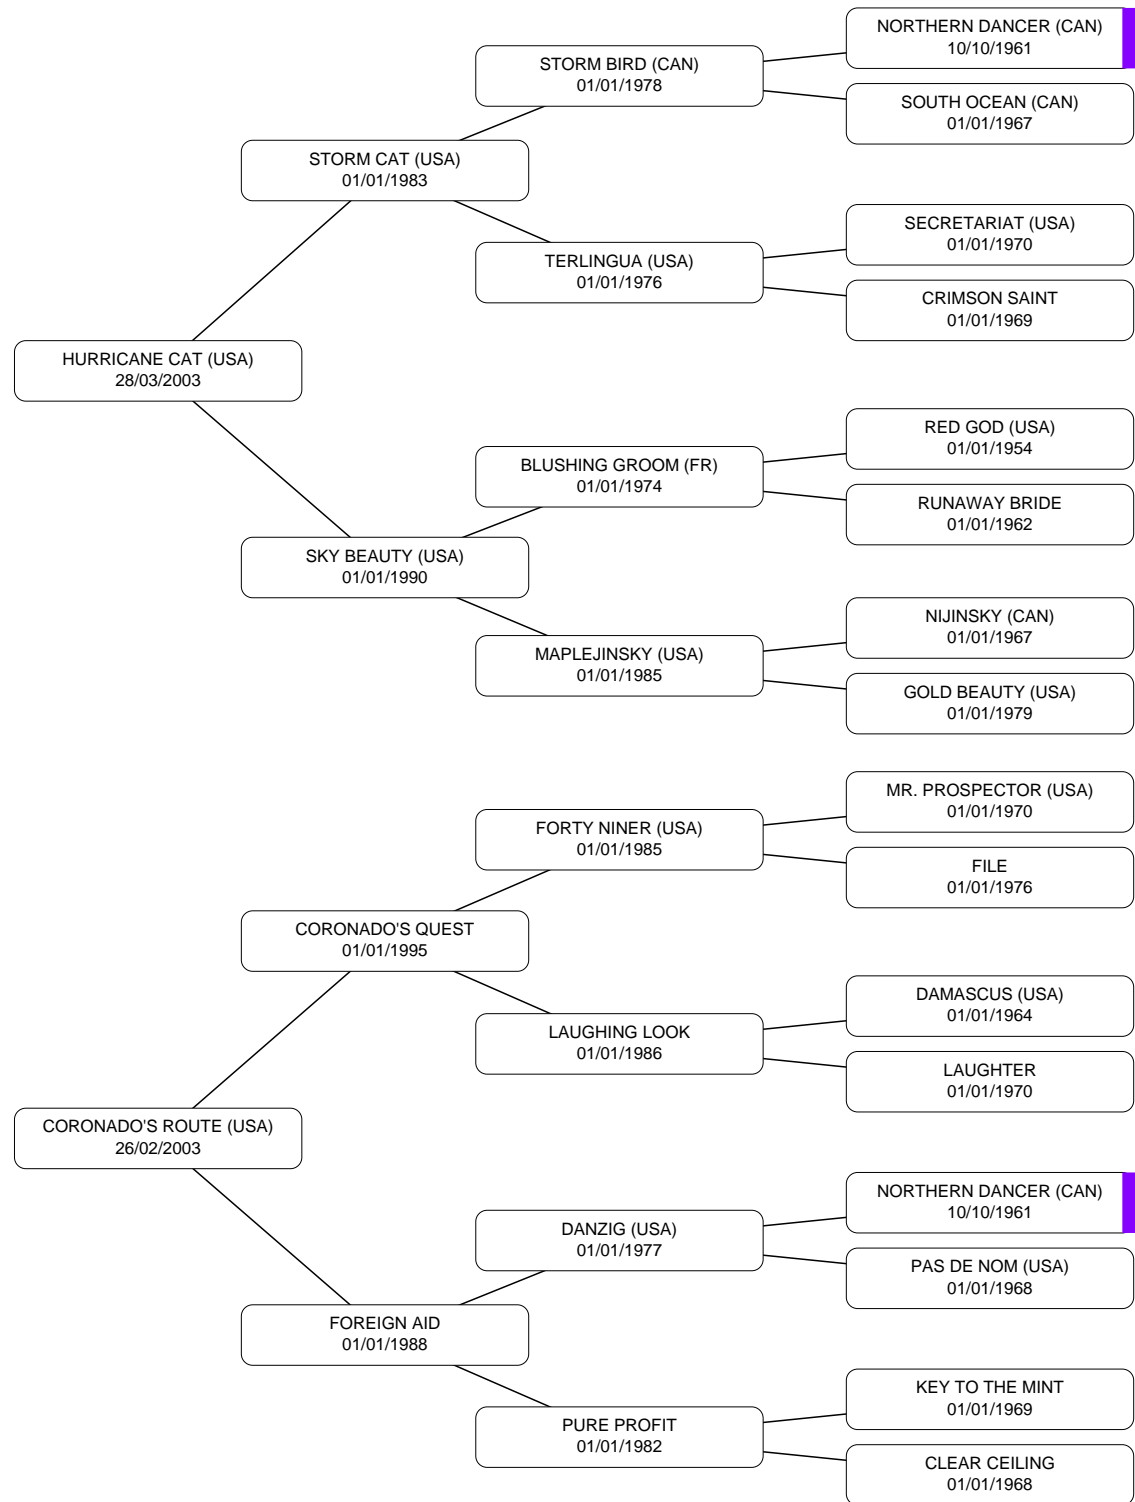 NORTHERN DANCER (CAN)
10/10/1961
STORM BIRD (CAN)
01/01/1978
SOUTH OCEAN (CAN)
01/01/1967
STORM CAT (USA)
01/01/1983
SECRETARIAT (USA)
01/01/1970
TERLINGUA (USA)
01/01/1976
CRIMSON SAINT
01/01/1969
HURRICANE CAT (USA)
28/03/2003
RED GOD (USA)
01/01/1954
BLUSHING GROOM (FR)
01/01/1974
RUNAWAY BRIDE
01/01/1962
SKY BEAUTY (USA)
01/01/1990
NIJINSKY (CAN)
01/01/1967
MAPLEJINSKY (USA)
01/01/1985
GOLD BEAUTY (USA)
01/01/1979
MR. PROSPECTOR (USA)
01/01/1970
FORTY NINER (USA)
01/01/1985
FILE
01/01/1976
CORONADO'S QUEST
01/01/1995
DAMASCUS (USA)
01/01/1964
LAUGHING LOOK
01/01/1986
LAUGHTER
01/01/1970
CORONADO'S ROUTE (USA)
26/02/2003
NORTHERN DANCER (CAN)
10/10/1961
DANZIG (USA)
01/01/1977
PAS DE NOM (USA)
01/01/1968
FOREIGN AID
01/01/1988
KEY TO THE MINT
01/01/1969
PURE PROFIT
01/01/1982
CLEAR CEILING
01/01/1968